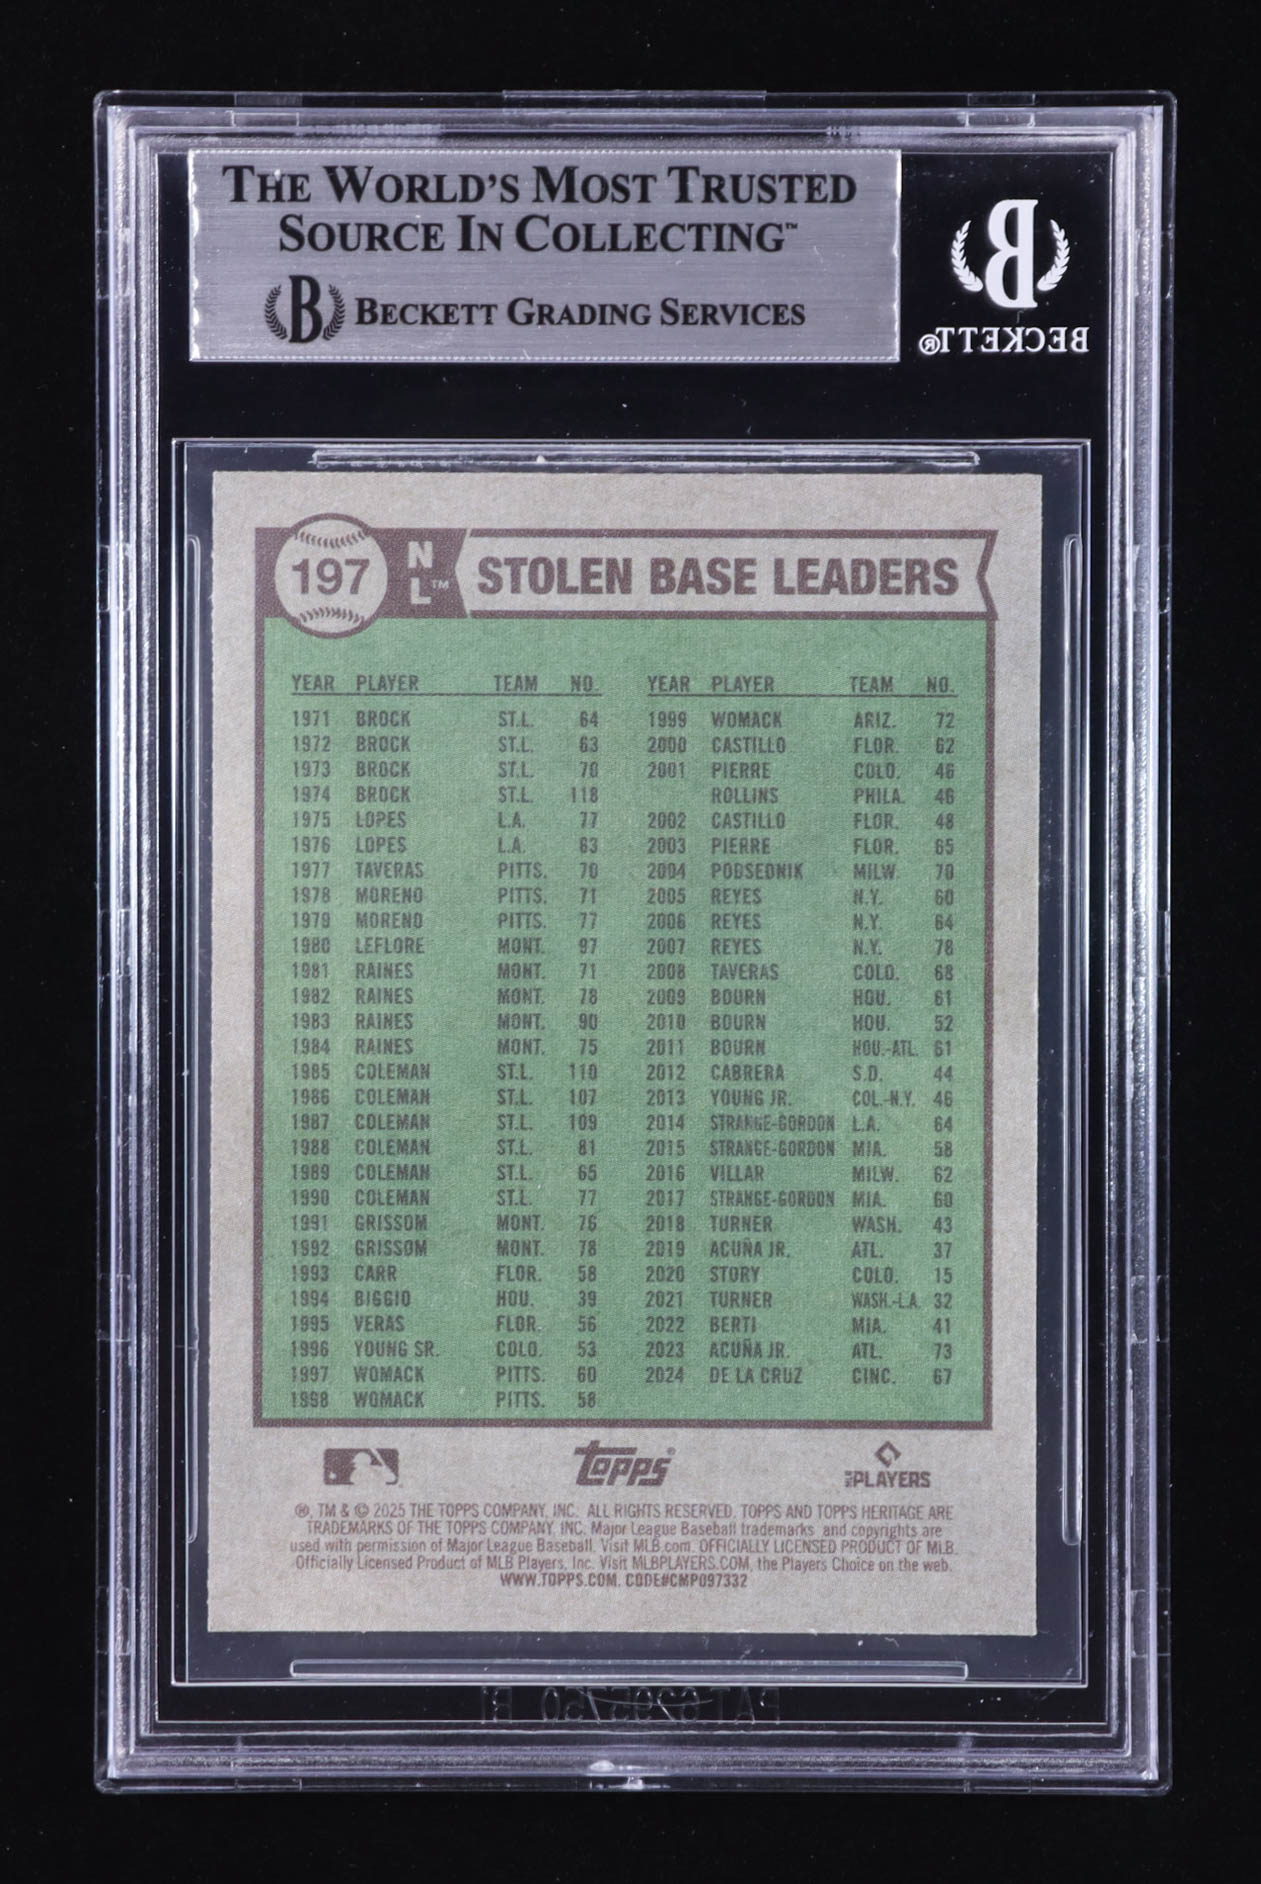 THE WORLD'S MOST TRUSTED
SOURCE IN COLLECTING™
B BECKETT GRADING SERVICES
B
BECKETT®
197 NL™ STOLEN BASE LEADERS
YEAR PLAYER TEAM NO.
1971 BROCK ST.L. 64
1972 BROCK ST.L. 63
1973 BROCK ST.L. 70
1974 BROCK ST.L. 118
1975 LOPES L.A. 77
1976 LOPES L.A. 63
1977 TAVERAS PITTS. 70
1978 MORENO PITTS. 71
1979 MORENO PITTS. 77
1980 LEFLORE MONT. 97
1981 RAINES MONT. 71
1982 RAINES MONT. 78
1983 RAINES MONT. 90
1984 RAINES MONT. 75
1985 COLEMAN ST.L. 110
1986 COLEMAN ST.L. 107
1987 COLEMAN ST.L. 109
1988 COLEMAN ST.L. 81
1989 COLEMAN ST.L. 65
1990 COLEMAN ST.L. 77
1991 GRISSOM MONT. 76
1992 GRISSOM MONT. 78
1993 CARR FLOR. 58
1994 BIGGIO HOU. 39
1995 VERAS FLOR. 56
1996 YOUNG SR. COLO. 53
1997 WOMACK PITTS. 60
1998 WOMACK PITTS. 58
YEAR PLAYER TEAM NO.
1999 WOMACK ARIZ. 72
2000 CASTILLO FLOR. 62
2001 PIERRE COLO. 46
ROLLINS PHILA. 46
2002 CASTILLO FLOR. 48
2003 PIERRE FLOR. 65
2004 PODSEDNIK MILW. 70
2005 REYES N.Y. 60
2006 REYES N.Y. 64
2007 REYES N.Y. 78
2008 TAVERAS COLO. 68
2009 BOURN HOU. 61
2010 BOURN HOU. 52
2011 BOURN HOU.-ATL. 61
2012 CABRERA S.D. 44
2013 YOUNG JR. COL.-N.Y. 46
2014 STRANGE-GORDON L.A. 64
2015 STRANGE-GORDON MIA. 58
2016 VILLAR MILW. 62
2017 STRANGE-GORDON MIA. 60
2018 TURNER WASH. 43
2019 ACUÑA JR. ATL. 37
2020 STORY COLO. 15
2021 TURNER WASH.-L.A. 32
2022 BERTI MIA. 41
2023 ACUÑA JR. ATL. 73
2024 DE LA CRUZ CINC. 67
Topps®
MLB PLAYERS
®, TM & © 2025 THE TOPPS COMPANY, INC. ALL RIGHTS RESERVED. TOPPS AND TOPPS HERITAGE ARE
TRADEMARKS OF THE TOPPS COMPANY, INC. Major League Baseball trademarks and copyrights are
used with permission of Major League Baseball. Visit MLB.com. OFFICIALLY LICENSED PRODUCT OF MLB
Officially Licensed Product of MLB Players, Inc. Visit MLBPLAYERS.COM, the Players Choice on the web.
WWW.TOPPS.COM. CODE#CMP097332
PAT.6295750 B1